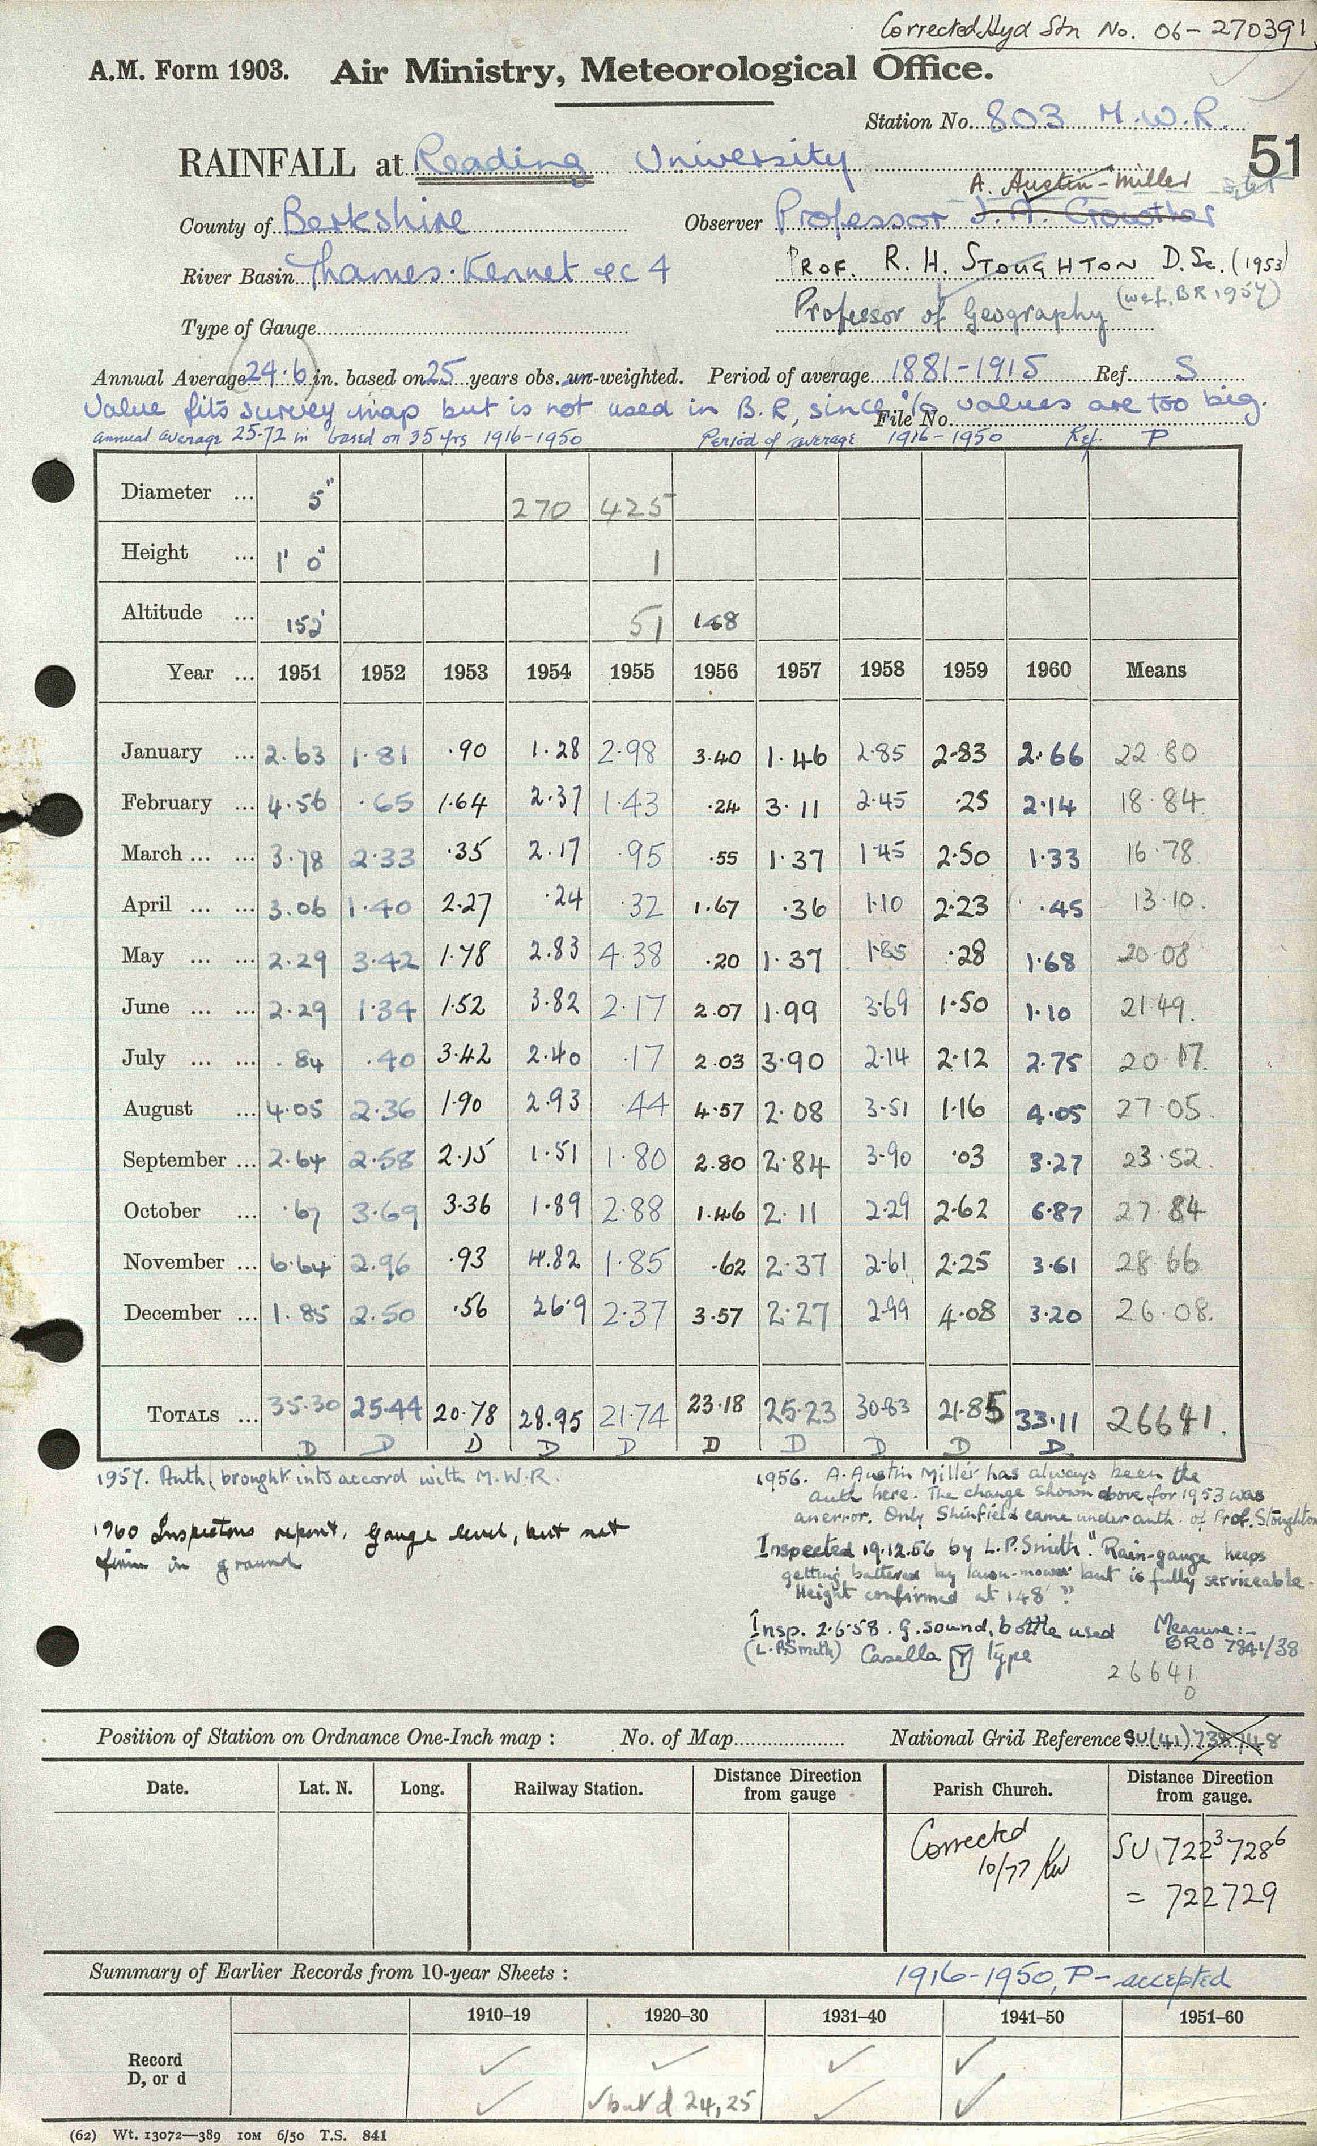 Corrected Hyd Stn No. 06-270391
A.M. Form 1903. Air Ministry, Meteorological Office.
Station No. 803 M.W.R.
51
RAINFALL at Reading University
A. Austin-Miller
County of Berkshire Observer Professor J. A. Crowther
River Basin Thames. Kennet &c 4 PROF. R. H. STOUGHTON D.Sc. (1953)
Professor of Geography (wef. BR 1957)
Type of Gauge
Annual Average 24.6 in. based on 25 years obs. un-weighted. Period of average 1881-1915 Ref. S
Value fits survey map but is not used in B.R, since % values are too big.
File No.
Annual average 25.72 in based on 35 yrs 1916-1950 Period of average 1916-1950 Ref. P
Diameter ... 5" 270 425
Height ... 1' 0" 1
Altitude ... 152' 51 148
Year ... 1951 1952 1953 1954 1955 1956 1957 1958 1959 1960 Means
January ... 2.63 1.81 .90 1.28 2.98 3.40 1.46 2.85 2.83 2.66 22.80
February ... 4.56 .65 1.64 2.37 1.43 .24 3.11 2.45 .25 2.14 18.84
March ... ... 3.78 2.33 .35 2.17 .95 .55 1.37 1.45 2.50 1.33 16.78
April ... ... 3.06 1.40 2.27 .24 .32 1.67 .36 1.10 2.23 .45 13.10.
May ... ... 2.29 3.42 1.78 2.83 4.38 .20 1.37 1.85 .28 1.68 20.08
June ... ... 2.29 1.34 1.52 3.82 2.17 2.07 1.99 3.69 1.50 1.10 21.49.
July ... ... .84 .40 3.42 2.40 .17 2.03 3.90 2.14 2.12 2.75 20.17.
August ... 4.05 2.36 1.90 2.93 .44 4.57 2.08 3.51 1.16 4.05 27.05.
September ... 2.64 2.58 2.15 1.51 1.80 2.80 2.84 3.90 .03 3.27 23.52.
October ... .67 3.69 3.36 1.89 2.88 1.46 2.11 2.29 2.62 6.87 27.84
November ... 6.64 2.96 .93 4.82 1.85 .62 2.37 2.61 2.25 3.61 28.66
December ... 1.85 2.50 .56 26.9 2.37 3.57 2.27 2.99 4.08 3.20 26.08.
TOTALS ... 35.30 25.44 20.78 28.95 21.74 23.18 25.23 30.83 21.85 33.11 26641.
D D D D D D D D D D
1957. Auth. brought into accord with M.W.R.
1960 Inspectors report. Gauge level, but not
firm in ground
1956. A. Austin Miller has always been the
auth here. The change shown above for 1953 was
an error. Only Shinfield came under auth. of Prof. Stoughton
Inspected 19.12.56 by L.P. Smith "Rain-gauge keeps
getting battered by lawn-mower but is fully serviceable.
Height confirmed at 148'"
Insp. 2.6.58. G. sound, bottle used Measure:-
(L.P. Smith) Casella type BRO 7841/38
26641
0
Position of Station on Ordnance One-Inch map : No. of Map National Grid Reference SU(41) 738748
Date. Lat. N. Long. Railway Station. Distance Direction from gauge Parish Church. Distance Direction from gauge.
Corrected SU 722³ 728⁶
10/77
= 722729
Summary of Earlier Records from 10-year Sheets : 1916-1950, P-accepted
1910-19 1920-30 1931-40 1941-50 1951-60
Record ✓ ✓ ✓ ✓
D, or d ✓ ✓ but d 24,25 ✓ ✓
(62) Wt. 13072—389 10M 6/50 T.S. 841